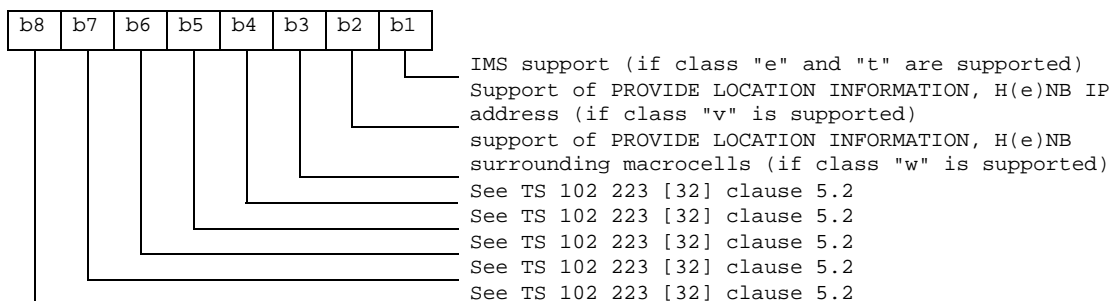 b8 b7 b6 b5 b4 b3 b2 b1
IMS support (if class "e" and "t" are supported)
Support of PROVIDE LOCATION INFORMATION, H(e)NB IP
address (if class "v" is supported)
support of PROVIDE LOCATION INFORMATION, H(e)NB
surrounding macrocells (if class "w" is supported)
See TS 102 223 [32] clause 5.2
See TS 102 223 [32] clause 5.2
See TS 102 223 [32] clause 5.2
See TS 102 223 [32] clause 5.2
See TS 102 223 [32] clause 5.2